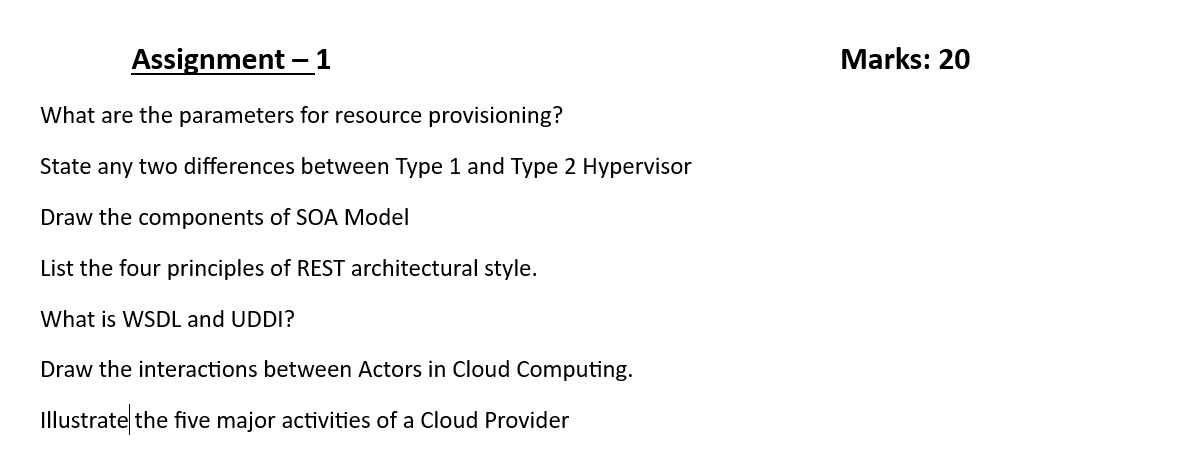 Assignment – 1 Marks: 20
What are the parameters for resource provisioning?
State any two differences between Type 1 and Type 2 Hypervisor
Draw the components of SOA Model
List the four principles of REST architectural style.
What is WSDL and UDDI?
Draw the interactions between Actors in Cloud Computing.
Illustrate the five major activities of a Cloud Provider